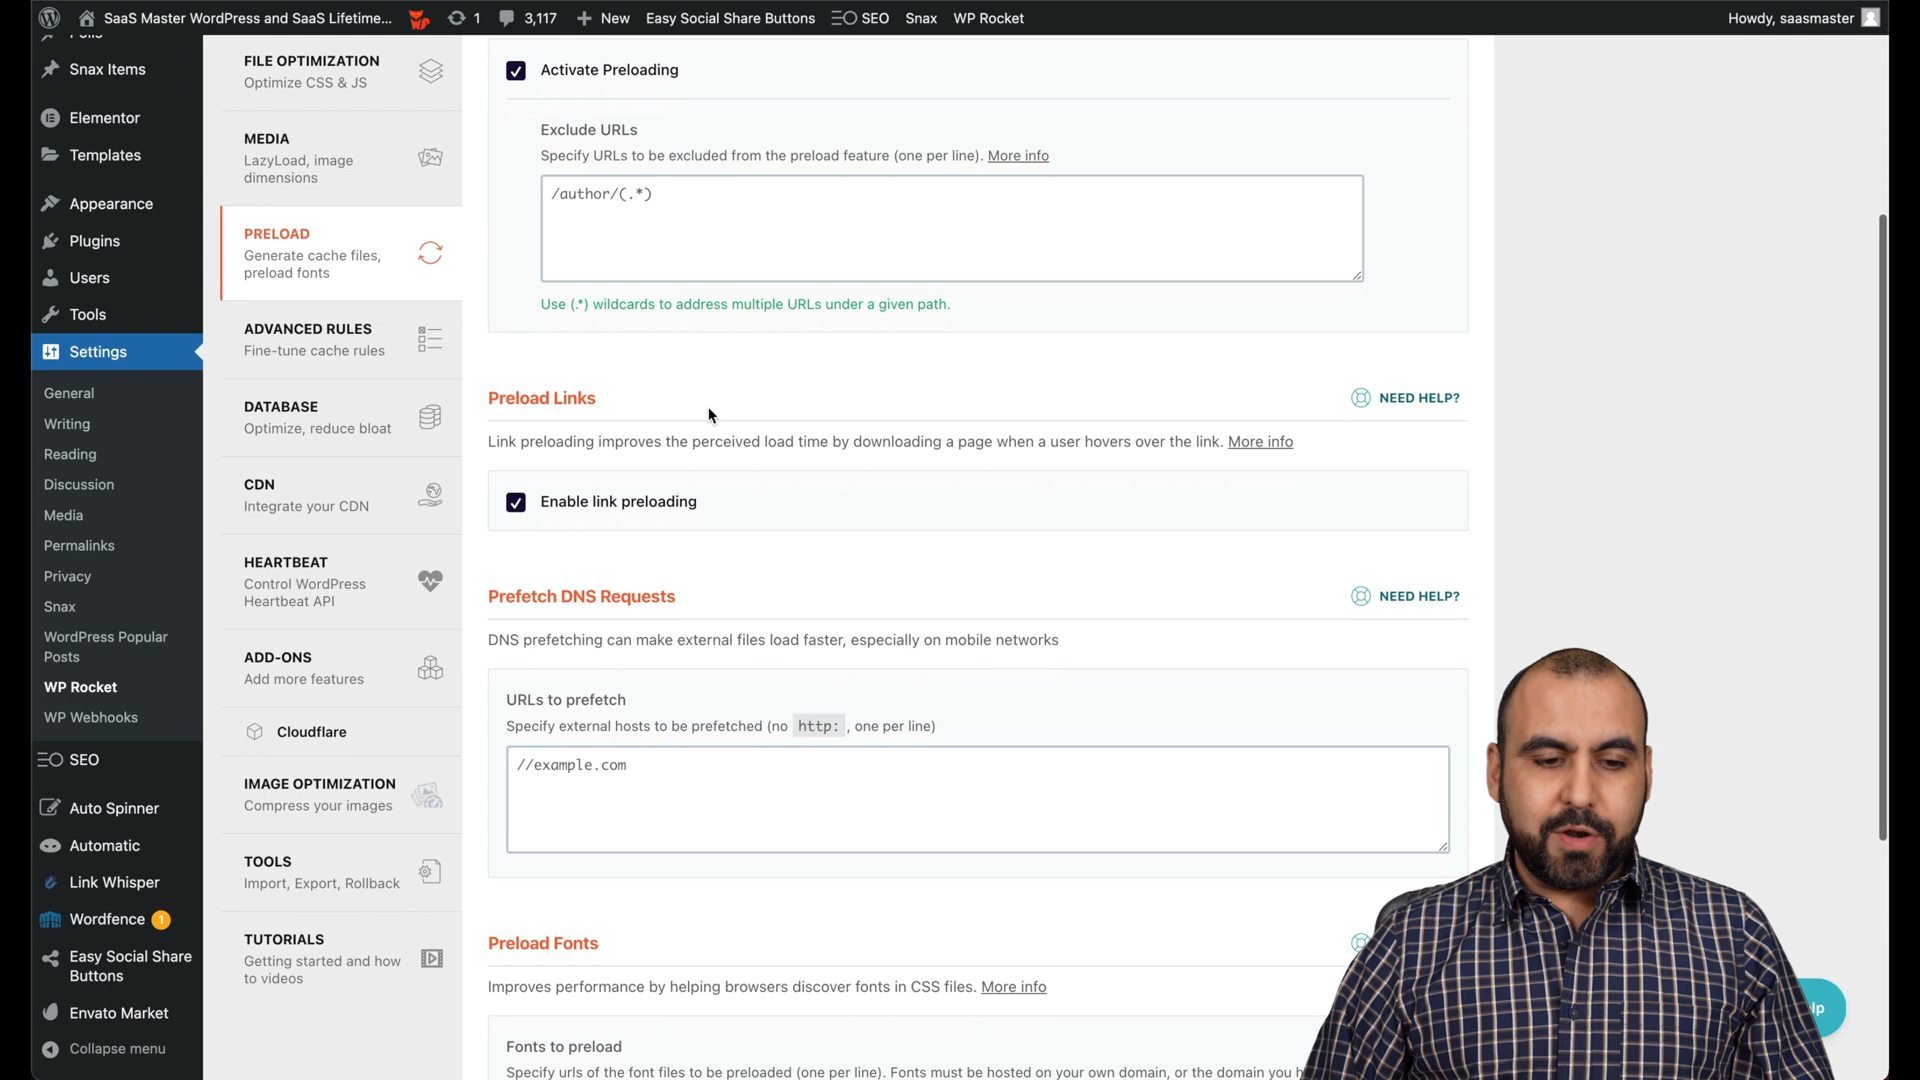 SaaS Master WordPress and SaaS Lifetime...
1
3,117
New
Easy Social Share Buttons
SEO
Snax
WP Rocket
Howdy, saasmaster
Polls
Snax Items
Elementor
Templates
Appearance
Plugins
Users
Tools
Settings
General
Writing
Reading
Discussion
Media
Permalinks
Privacy
Snax
WordPress Popular
Posts
WP Rocket
WP Webhooks
SEO
Auto Spinner
Automatic
Link Whisper
Wordfence 1
Easy Social Share
Buttons
Envato Market
Collapse menu
FILE OPTIMIZATION
Optimize CSS & JS
MEDIA
LazyLoad, image
dimensions
PRELOAD
Generate cache files,
preload fonts
ADVANCED RULES
Fine-tune cache rules
DATABASE
Optimize, reduce bloat
CDN
Integrate your CDN
HEARTBEAT
Control WordPress
Heartbeat API
ADD-ONS
Add more features
Cloudflare
IMAGE OPTIMIZATION
Compress your images
TOOLS
Import, Export, Rollback
TUTORIALS
Getting started and how
to videos
Activate Preloading
Exclude URLs
Specify URLs to be excluded from the preload feature (one per line). More info
/author/(.*)
Use (.*) wildcards to address multiple URLs under a given path.
Preload Links
NEED HELP?
Link preloading improves the perceived load time by downloading a page when a user hovers over the link. More info
Enable link preloading
Prefetch DNS Requests
NEED HELP?
DNS prefetching can make external files load faster, especially on mobile networks
URLs to prefetch
Specify external hosts to be prefetched (no http: , one per line)
//example.com
Preload Fonts
Improves performance by helping browsers discover fonts in CSS files. More info
Fonts to preload
Specify urls of the font files to be preloaded (one per line). Fonts must be hosted on your own domain, or the domain you